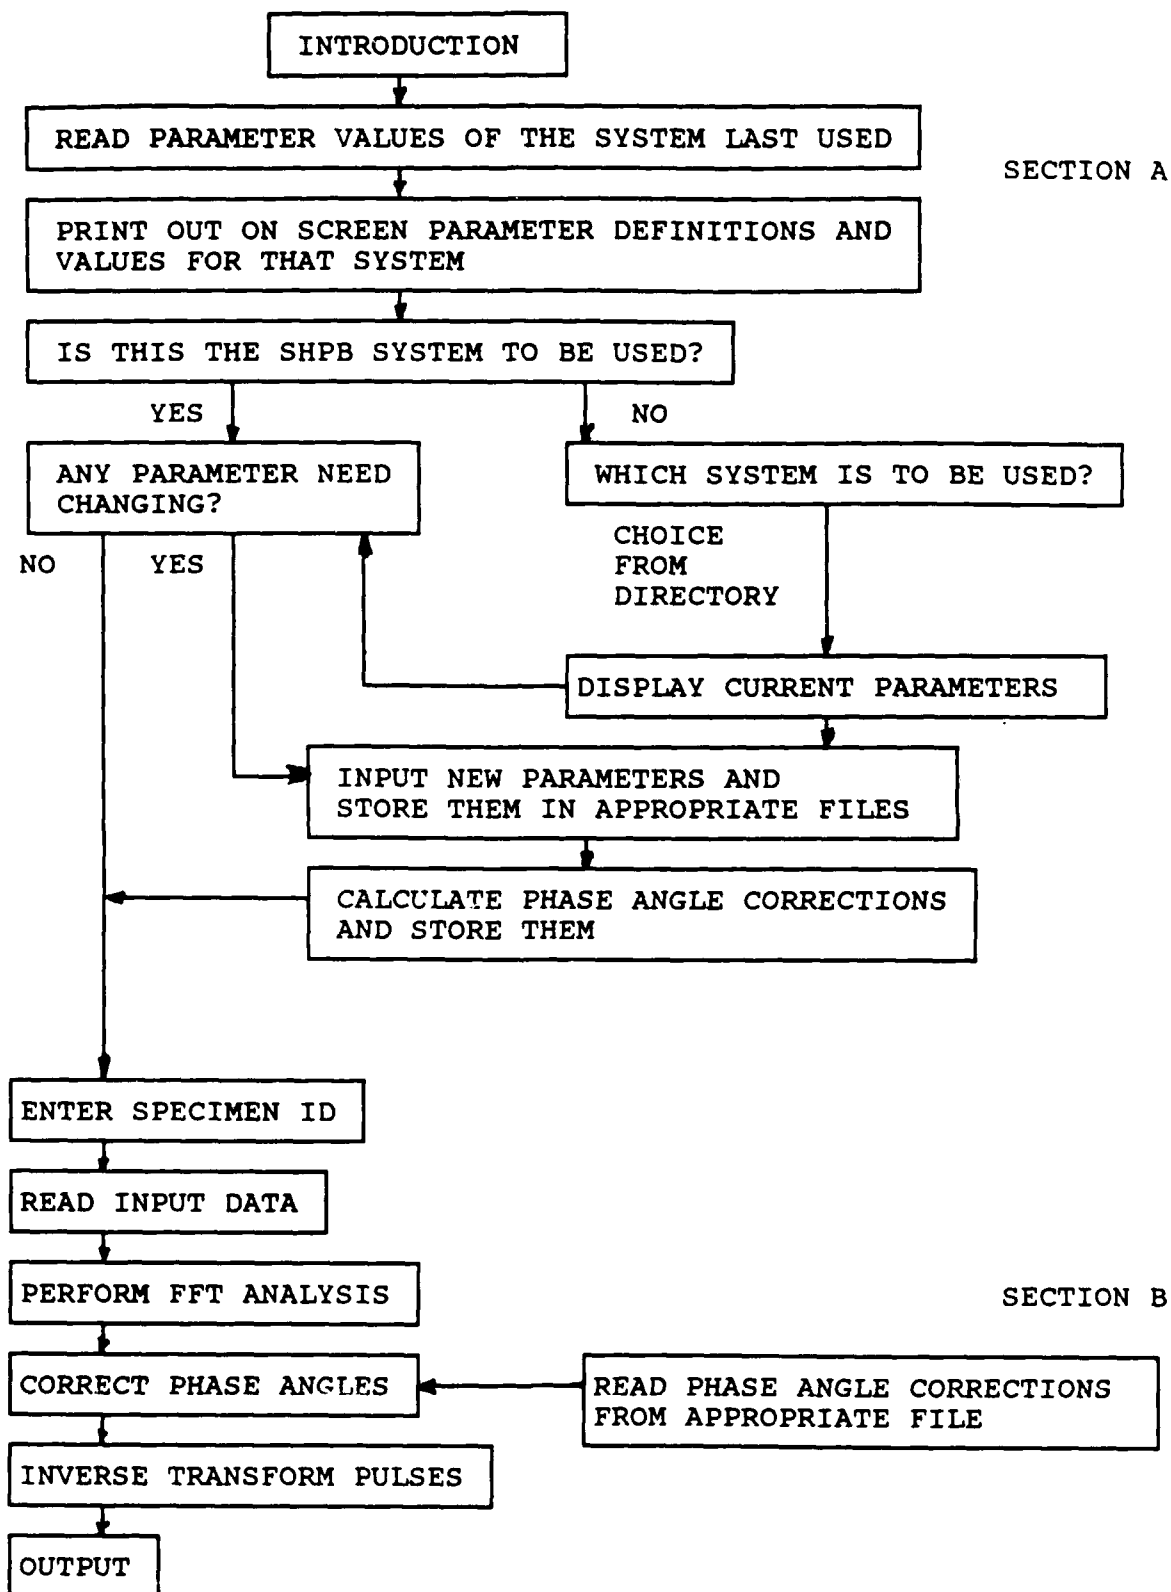 INTRODUCTION
READ PARAMETER VALUES OF THE SYSTEM LAST USED
SECTION A
PRINT OUT ON SCREEN PARAMETER DEFINITIONS AND
VALUES FOR THAT SYSTEM
IS THIS THE SHPB SYSTEM TO BE USED?
YES
NO
ANY PARAMETER NEED
CHANGING?
WHICH SYSTEM IS TO BE USED?
NO
YES
CHOICE
FROM
DIRECTORY
DISPLAY CURRENT PARAMETERS
INPUT NEW PARAMETERS AND
STORE THEM IN APPROPRIATE FILES
CALCULATE PHASE ANGLE CORRECTIONS
AND STORE THEM
ENTER SPECIMEN ID
READ INPUT DATA
PERFORM FFT ANALYSIS
SECTION B
CORRECT PHASE ANGLES
READ PHASE ANGLE CORRECTIONS
FROM APPROPRIATE FILE
INVERSE TRANSFORM PULSES
OUTPUT